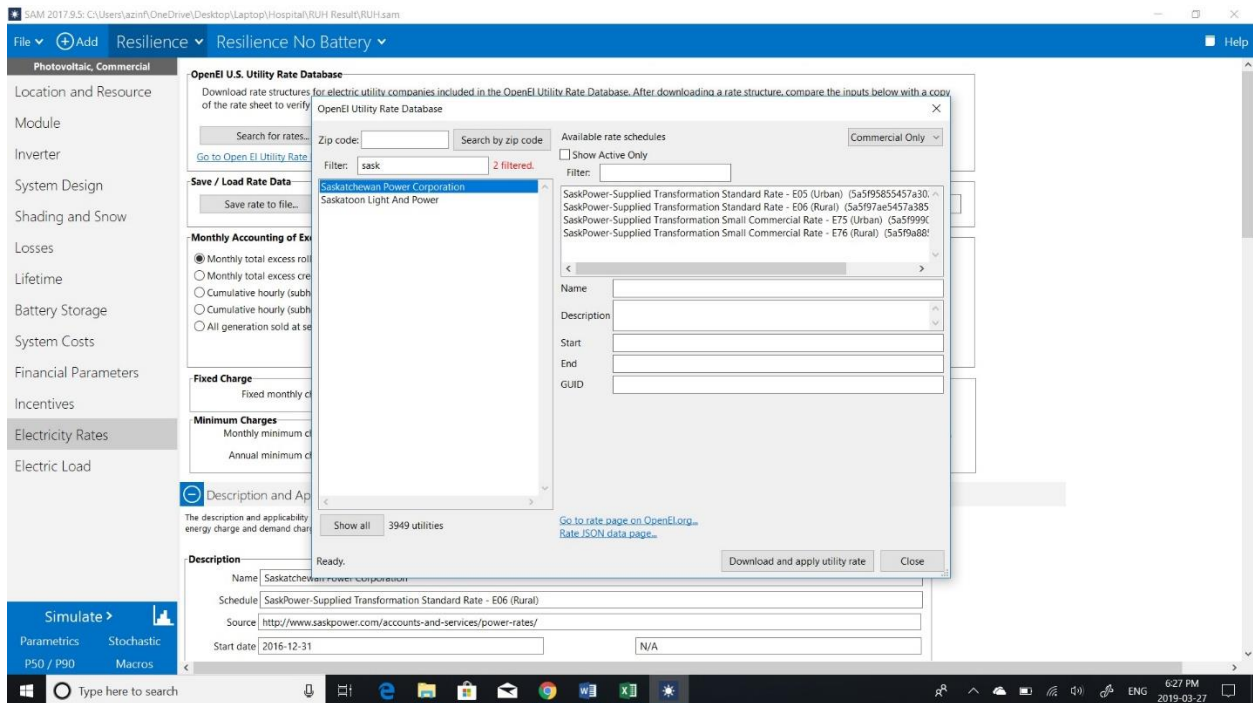 SAM 2017.9.5: C:\Users\azinf\OneDrive\Desktop\Laptop\Hospital\RUH Result\RUH.sam
File Add Resilience Resilience No Battery Help
Photovoltaic, Commercial
Location and Resource
Module
Inverter
System Design
Shading and Snow
Losses
Lifetime
Battery Storage
System Costs
Financial Parameters
Incentives
Electricity Rates
Electric Load
Simulate >
Parametrics Stochastic
P50 / P90 Macros
OpenEI U.S. Utility Rate Database
Download rate structures for electric utility companies included in the OpenEI Utility Rate Database. After downloading a rate structure, compare the inputs below with a copy
of the rate sheet to verify
Search for rates...
Go to Open EI Utility Rate
Save / Load Rate Data
Save rate to file...
Monthly Accounting of Ex
Monthly total excess roll
Monthly total excess cre
Cumulative hourly (subh
Cumulative hourly (subh
All generation sold at se
Fixed Charge
Fixed monthly c
Minimum Charges
Monthly minimum c
Annual minimum c
Description and Ap
The description and applicability
energy charge and demand char
Description
Name Saskatchewan Power Corporation
Schedule SaskPower-Supplied Transformation Standard Rate - E06 (Rural)
Source http://www.saskpower.com/accounts-and-services/power-rates/
Start date 2016-12-31 N/A
OpenEI Utility Rate Database
Zip code: Search by zip code
Filter: sask 2 filtered.
Saskatchewan Power Corporation
Saskatoon Light And Power
Show all 3949 utilities
Ready.
Available rate schedules Commercial Only
Show Active Only
Filter:
SaskPower-Supplied Transformation Standard Rate - E05 (Urban) (5a5f95855457a30.
SaskPower-Supplied Transformation Standard Rate - E06 (Rural) (5a5f97ae5457a385
SaskPower-Supplied Transformation Small Commercial Rate - E75 (Urban) (5a5f999C
SaskPower-Supplied Transformation Small Commercial Rate - E76 (Rural) (5a5f9a88
Name
Description
Start
End
GUID
Go to rate page on OpenEI.org...
Rate JSON data page...
Download and apply utility rate Close
Type here to search
ENG 6:27 PM
2019-03-27